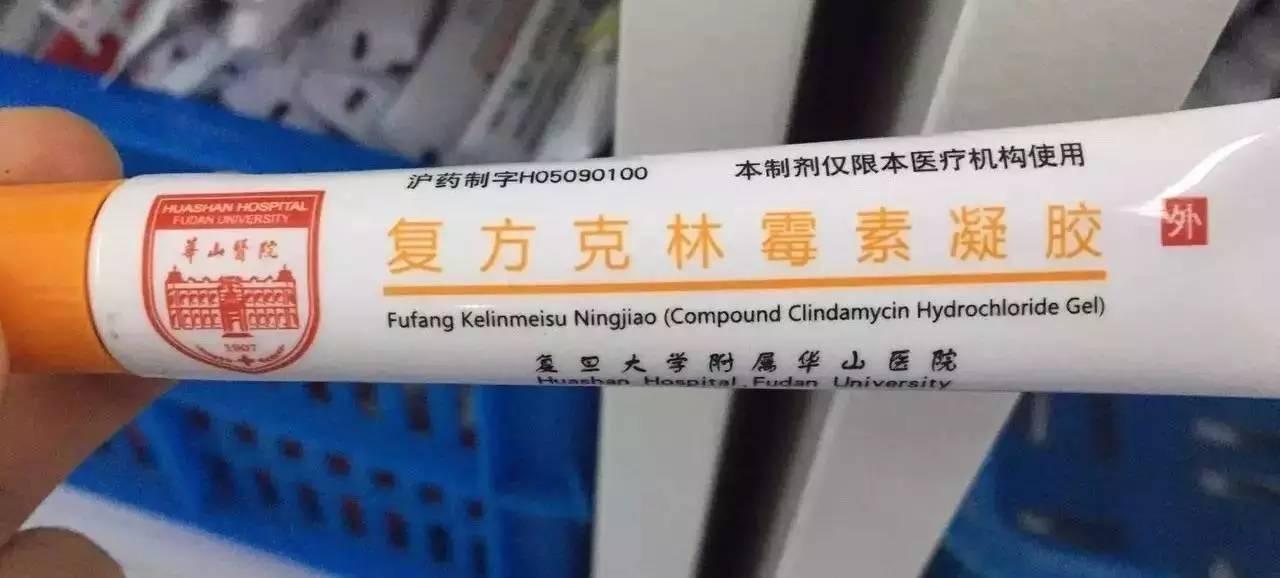 沪药制字H05090100
本制剂仅限本医疗机构使用
HUASHAN HOSPITAL
FUDAN UNIVERSITY
華山醫院
1907
复方克林霉素凝胶
外
Fufang Kelinmeisu Ningjiao (Compound Clindamycin Hydrochloride Gel)
复旦大学附属华山医院
Huashan Hospital,Fudan University